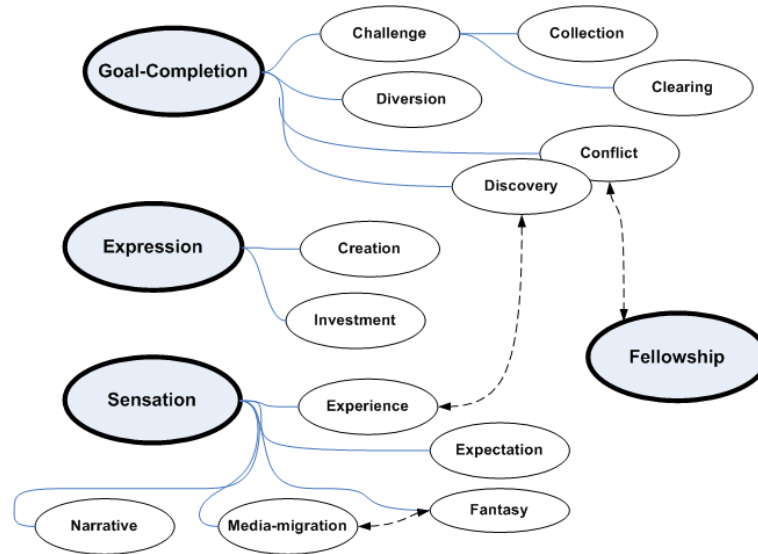 Challenge
Collection
Goal-Completion
Clearing
Diversion
Conflict
Discovery
Expression
Creation
Investment
Fellowship
Sensation
Experience
Expectation
Fantasy
Narrative
Media-migration